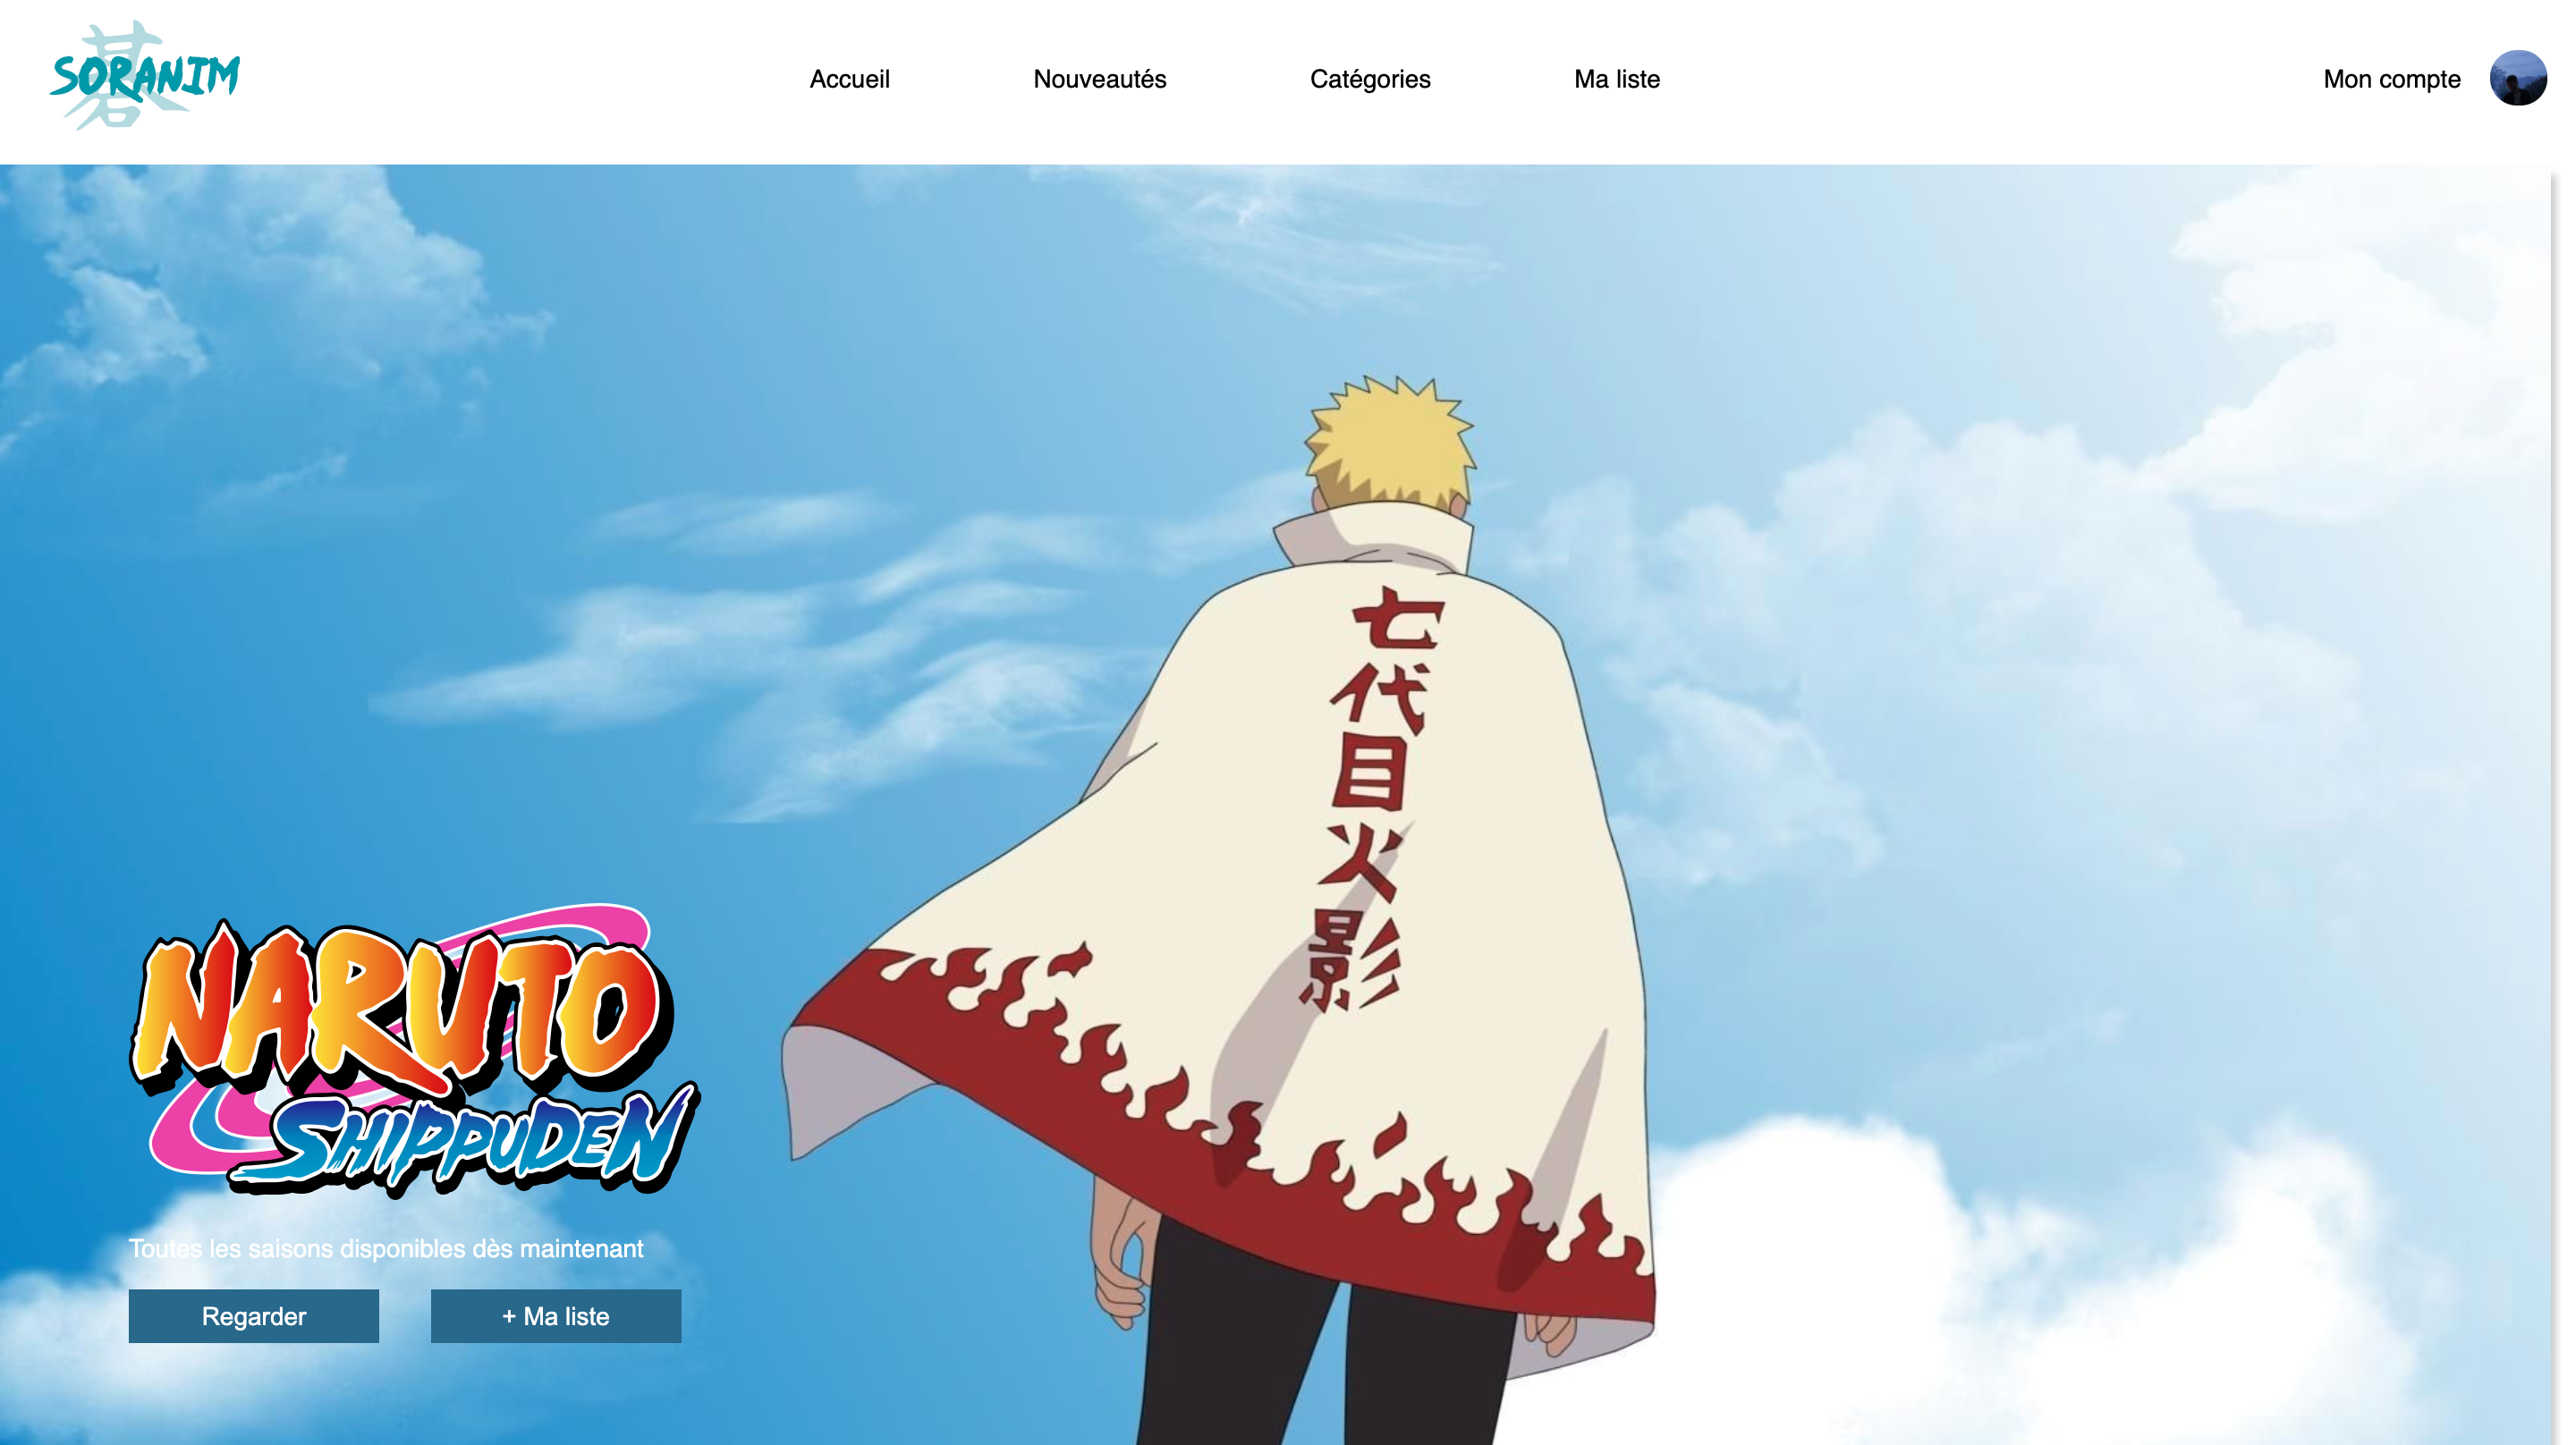 SORANIM
Accueil
Nouveautés
Catégories
Ma liste
Mon compte
七代目火影
NARUTO
SHIPPUDEN
Toutes les saisons disponibles dès maintenant
Regarder
+ Ma liste